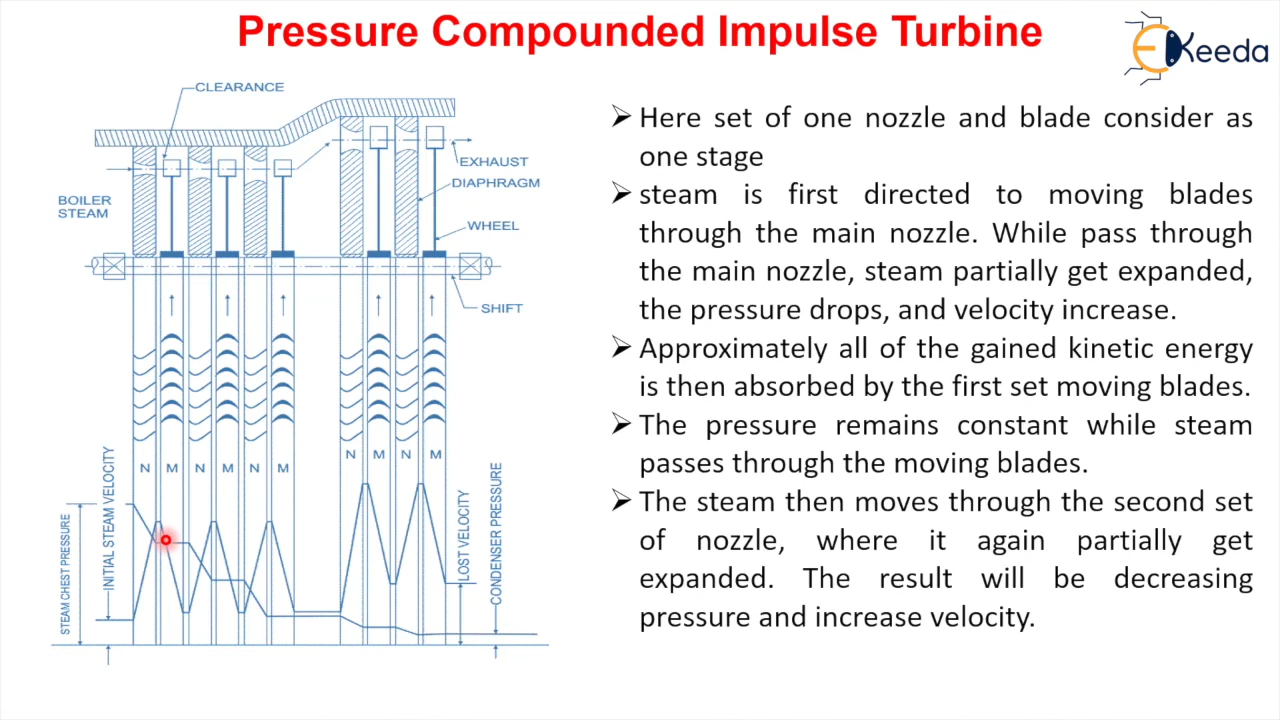 Pressure Compounded Impulse Turbine
EKeeda
CLEARANCE
EXHAUST
DIAPHRAGM
BOILER
STEAM
WHEEL
SHIFT
N M N M N M N M N M
STEAM CHEST PRESSURE
INITIAL STEAM VELOCITY
LOST VELOCITY
CONDENSER PRESSURE
➢ Here set of one nozzle and blade consider as
one stage
➢ steam is first directed to moving blades
through the main nozzle. While pass through
the main nozzle, steam partially get expanded,
the pressure drops, and velocity increase.
➢ Approximately all of the gained kinetic energy
is then absorbed by the first set moving blades.
➢ The pressure remains constant while steam
passes through the moving blades.
➢ The steam then moves through the second set
of nozzle, where it again partially get
expanded. The result will be decreasing
pressure and increase velocity.